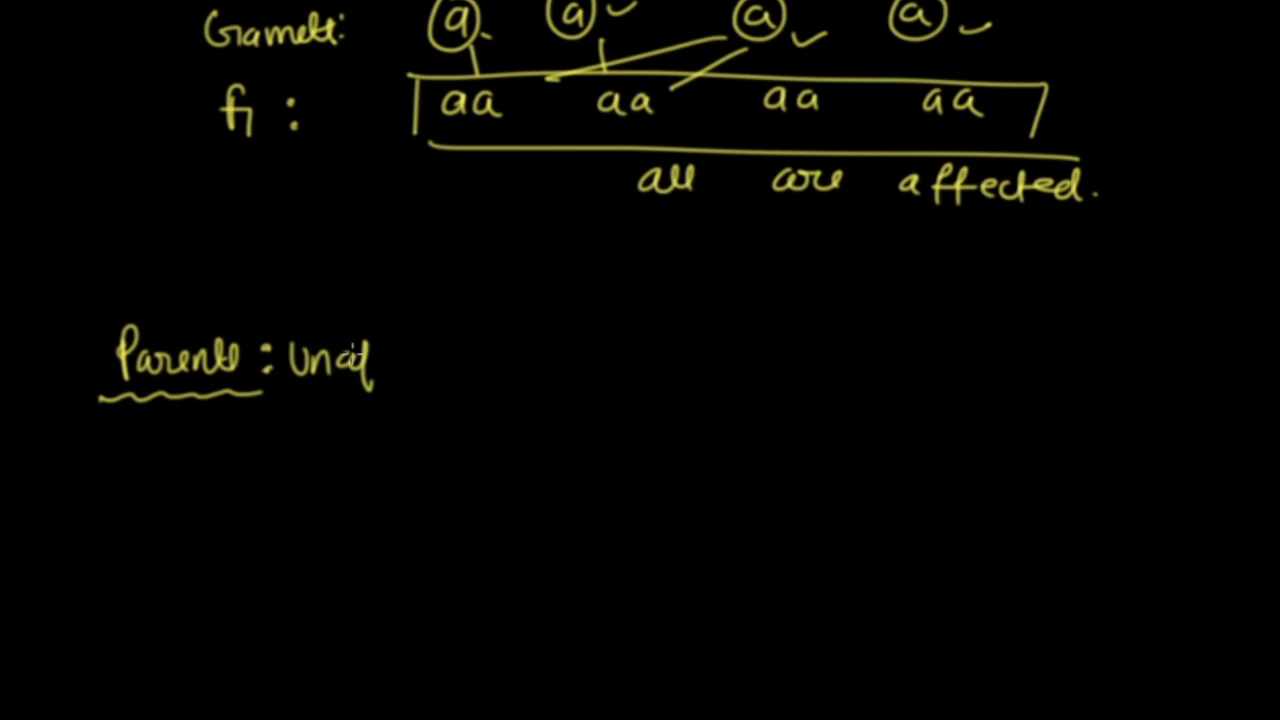 Gamete: a a a a
f1 : aa aa aa aa
all are affected.
Parents : Unaf